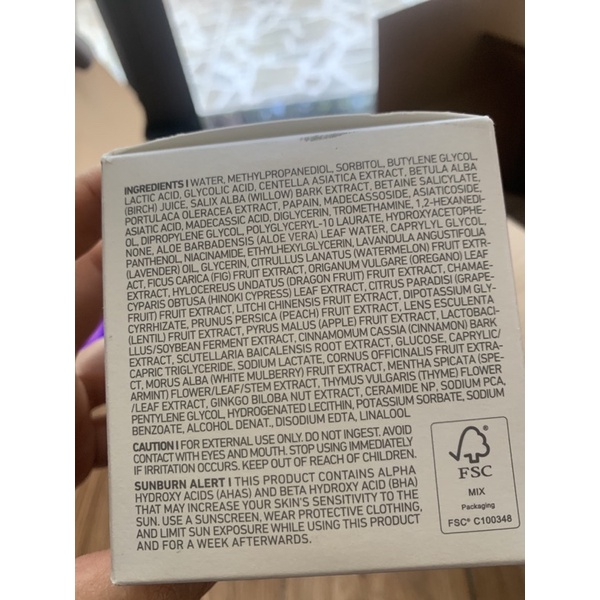 INGREDIENTS | WATER, METHYLPROPANEDIOL, SORBITOL, BUTYLENE GLYCOL,
LACTIC ACID, GLYCOLIC ACID, CENTELLA ASIATICA EXTRACT, BETULA ALBA
(BIRCH) JUICE, SALIX ALBA (WILLOW) BARK EXTRACT, BETAINE SALICYLATE,
PORTULACA OLERACEA EXTRACT, PAPAIN, MADECASSOSIDE, ASIATICOSIDE,
ASIATIC ACID, MADECASSIC ACID, DIGLYCERIN, TROMETHAMINE, 1,2-HEXANEDI-
OL, DIPROPYLENE GLYCOL, POLYGLYCERYL-10 LAURATE, HYDROXYACETOPHE-
NONE, ALOE BARBADENSIS (ALOE VERA) LEAF WATER, CAPRYLYL GLYCOL,
PANTHENOL, NIACINAMIDE, ETHYLHEXYLGLYCERIN, LAVANDULA ANGUSTIFOLIA
(LAVENDER) OIL, GLYCERIN, CITRULLUS LANATUS (WATERMELON) FRUIT EXTR-
ACT, FICUS CARICA (FIG) FRUIT EXTRACT, ORIGANUM VULGARE (OREGANO) LEAF
EXTRACT, HYLOCEREUS UNDATUS (DRAGON FRUIT) FRUIT EXTRACT, CHAMAE-
CYPARIS OBTUSA (HINOKI CYPRESS) LEAF EXTRACT, CITRUS PARADISI (GRAPE-
FRUIT) FRUIT EXTRACT, LITCHI CHINENSIS FRUIT EXTRACT, DIPOTASSIUM GLY-
CYRRHIZATE, PRUNUS PERSICA (PEACH) FRUIT EXTRACT, LENS ESCULENTA
(LENTIL) FRUIT EXTRACT, PYRUS MALUS (APPLE) FRUIT EXTRACT, LACTOBACI-
LLUS/SOYBEAN FERMENT EXTRACT, CINNAMOMUM CASSIA (CINNAMON) BARK
EXTRACT, SCUTELLARIA BAICALENSIS ROOT EXTRACT, GLUCOSE, CAPRYLIC/
CAPRIC TRIGLYCERIDE, SODIUM LACTATE, CORNUS OFFICINALIS FRUIT EXTRA-
CT, MORUS ALBA (WHITE MULBERRY) FRUIT EXTRACT, MENTHA SPICATA (SPE-
ARMINT) FLOWER/LEAF/STEM EXTRACT, THYMUS VULGARIS (THYME) FLOWER
/LEAF EXTRACT, GINKGO BILOBA NUT EXTRACT, CERAMIDE NP, SODIUM PCA,
PENTYLENE GLYCOL, HYDROGENATED LECITHIN, POTASSIUM SORBATE, SODIUM
BENZOATE, ALCOHOL DENAT., DISODIUM EDTA, LINALOOL
CAUTION | FOR EXTERNAL USE ONLY. DO NOT INGEST. AVOID
CONTACT WITH EYES AND MOUTH. STOP USING IMMEDIATELY
IF IRRITATION OCCURS. KEEP OUT OF REACH OF CHILDREN.
SUNBURN ALERT | THIS PRODUCT CONTAINS ALPHA
HYDROXY ACIDS (AHAS) AND BETA HYDROXY ACID (BHA)
THAT MAY INCREASE YOUR SKIN'S SENSITIVITY TO THE
SUN. USE A SUNSCREEN, WEAR PROTECTIVE CLOTHING,
AND LIMIT SUN EXPOSURE WHILE USING THIS PRODUCT
AND FOR A WEEK AFTERWARDS.
FSC
MIX
Packaging
FSC® C100348